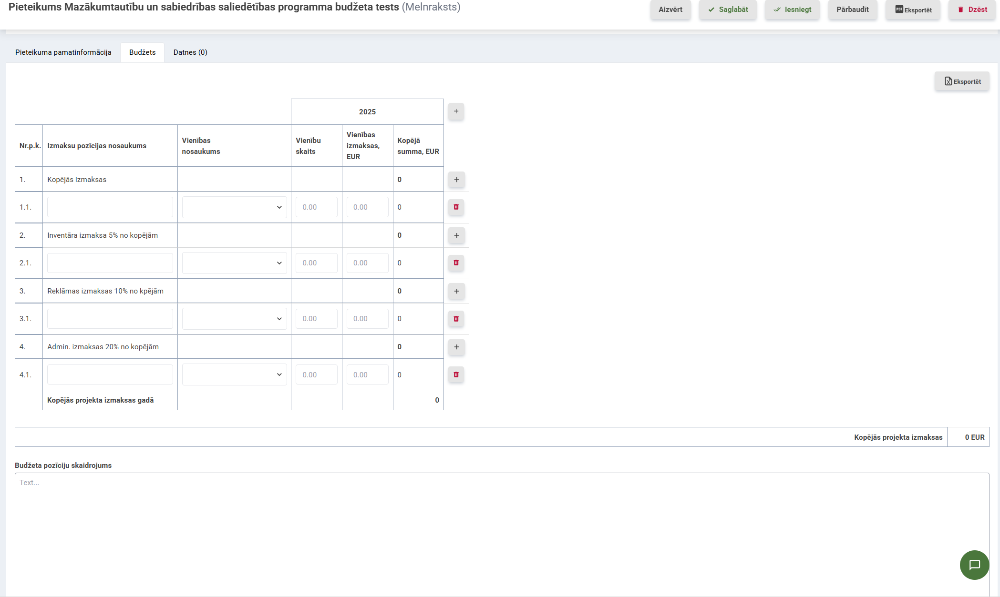 Pieteikums Mazākumtautību un sabiedrības saliedētības programma budžeta tests (Melnraksts)
Aizvērt
Saglabāt
Iesniegt
Pārbaudīt
PDF Eksportēt
Dzēst
Pieteikuma pamatinformācija
Budžets
Datnes (0)
Eksportēt
2025
+
Nr.p.k.
Izmaksu pozīcijas nosaukums
Vienības
nosaukums
Vienību
skaits
Vienības
izmaksas,
EUR
Kopējā
summa, EUR
1. Kopējās izmaksas 0 +
1.1. 0.00 0.00 0
2. Inventāra izmaksa 5% no kopējām 0 +
2.1. 0.00 0.00 0
3. Reklāmas izmaksas 10% no kpējām 0 +
3.1. 0.00 0.00 0
4. Admin. izmaksas 20% no kopējām 0 +
4.1. 0.00 0.00 0
Kopējās projekta izmaksas gadā 0
Kopējās projekta izmaksas 0 EUR
Budžeta pozīciju skaidrojums
Text...